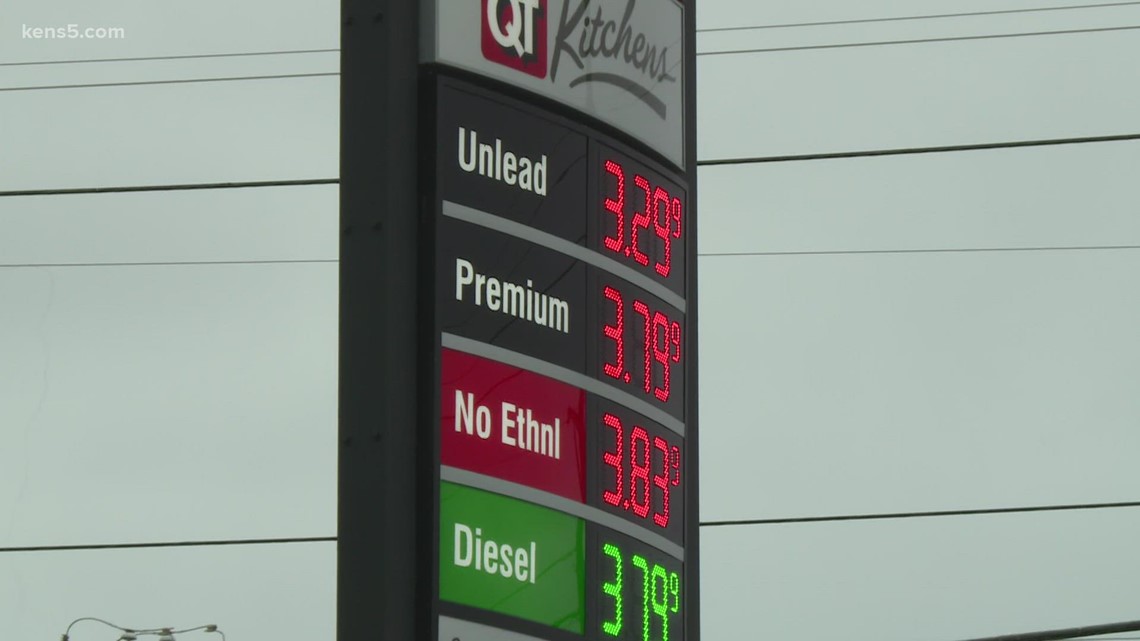 kens5.com
QT Kitchens
Unlead 3.29⁹
Premium 3.79⁹
No Ethnl 3.83⁹
Diesel 3.79⁹